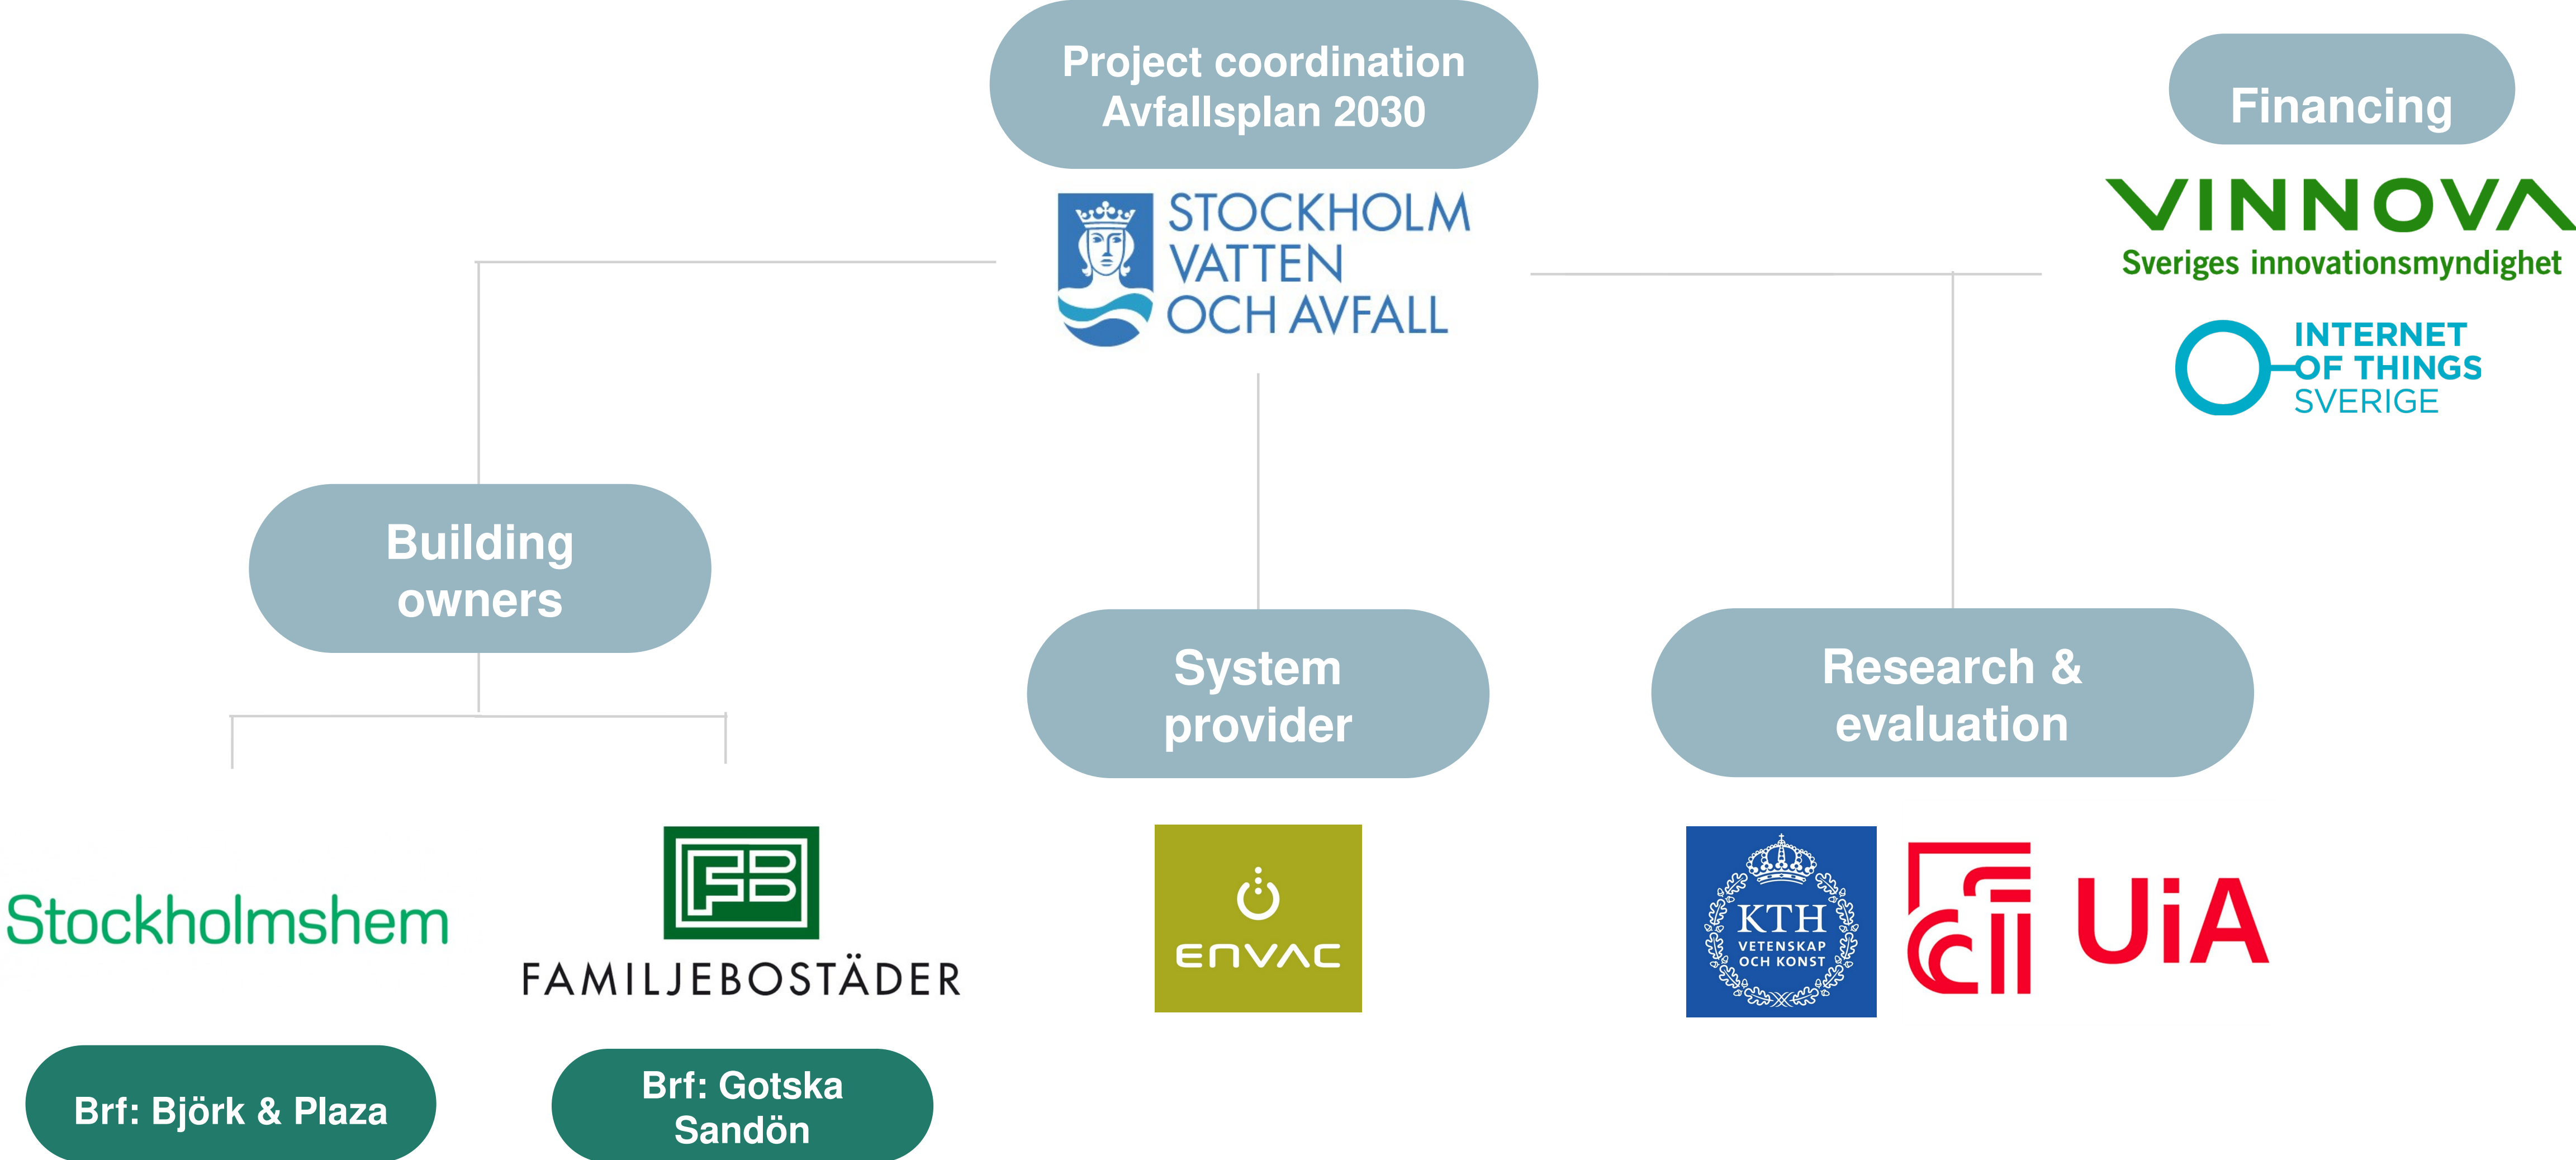 Project coordination
Avfallsplan 2030
STOCKHOLM
VATTEN
OCH AVFALL
Financing
VINNOVA
Sveriges innovationsmyndighet
INTERNET
OF THINGS
SVERIGE
Building
owners
System
provider
Research &
evaluation
Stockholmshem
FB
FAMILJEBOSTÄDER
ENVAC
KTH
VETENSKAP
OCH KONST
UiA
Brf: Björk & Plaza
Brf: Gotska
Sandön